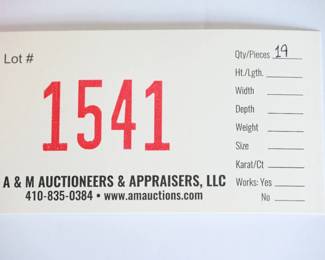 Lot #
1541
A & M AUCTIONEERS & APPRAISERS, LLC
410-835-0384 • www.amauctions.com
Qty/Pieces 19
Ht./Lgth.
Width
Depth
Weight
Size
Karat/Ct
Works: Yes
No